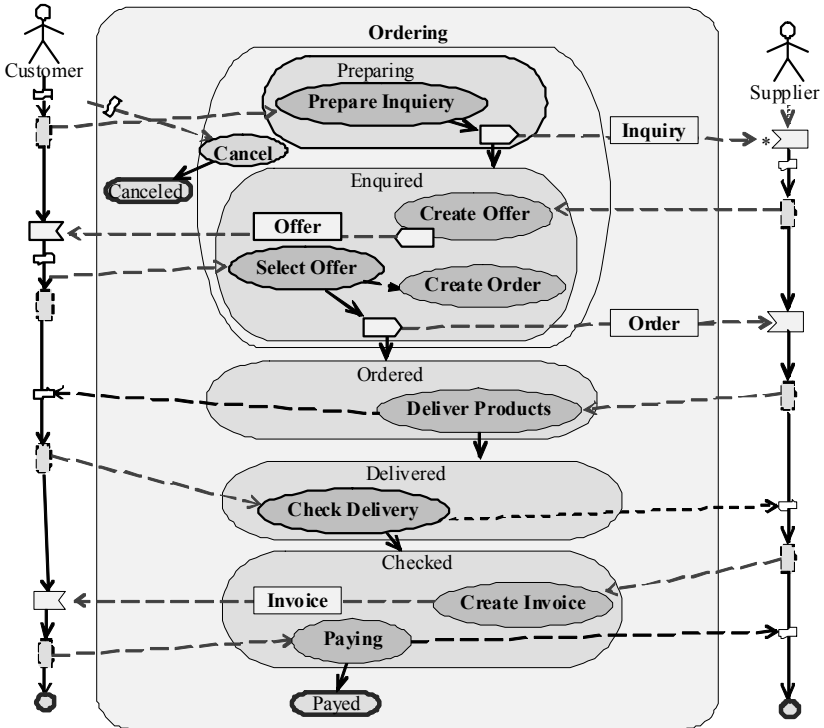 Ordering
Customer
Supplier
Preparing
Prepare Inquiery
Inquiry
*
Cancel
Canceled
Enquired
Create Offer
Offer
Select Offer
Create Order
Order
Ordered
Deliver Products
Delivered
Check Delivery
Checked
Invoice
Create Invoice
Paying
Payed